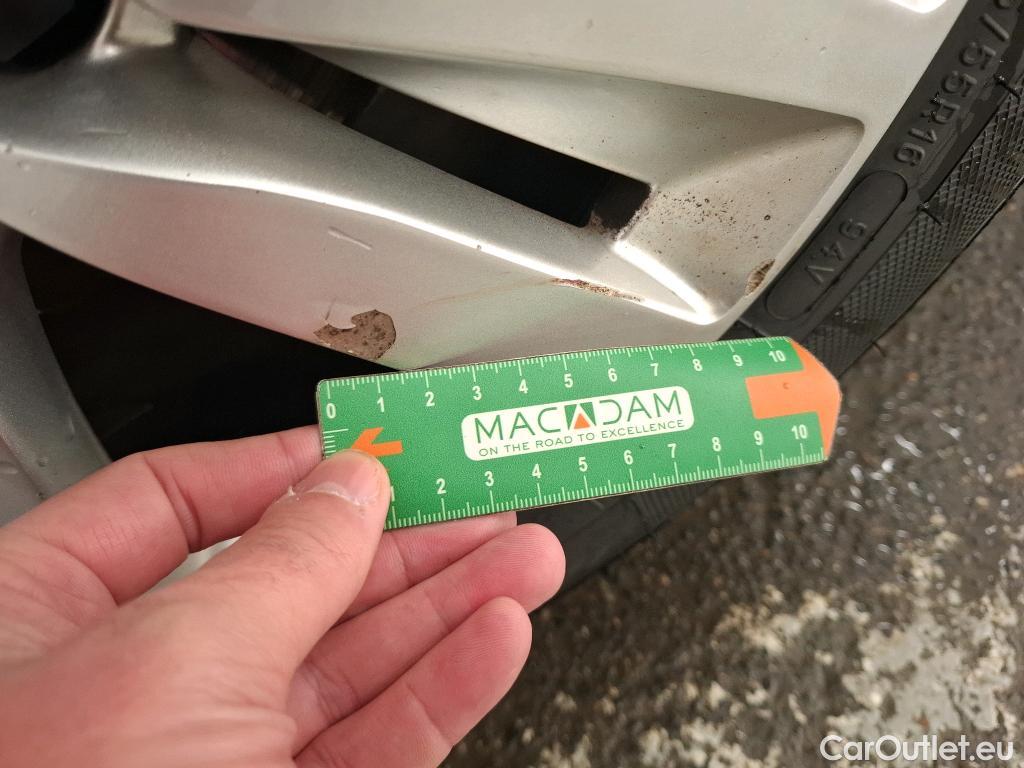 /55R16
94V
0 1 2 3 4 5 6 7 8 9 10
MACADAM
ON THE ROAD TO EXCELLENCE
1 2 3 4 5 6 7 8 9 10
CarOutlet.eu